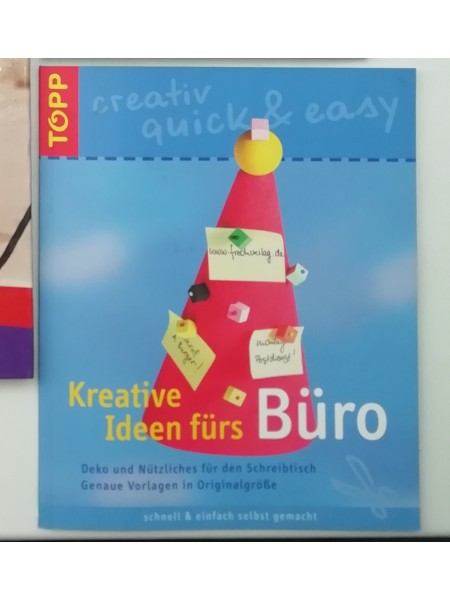 TOPP
creativ
quick & easy
www.frechverlag.de
Kreative
Ideen fürs Büro
Deko und Nützliches für den Schreibtisch
Genaue Vorlagen in Originalgröße
schnell & einfach selbst gemacht